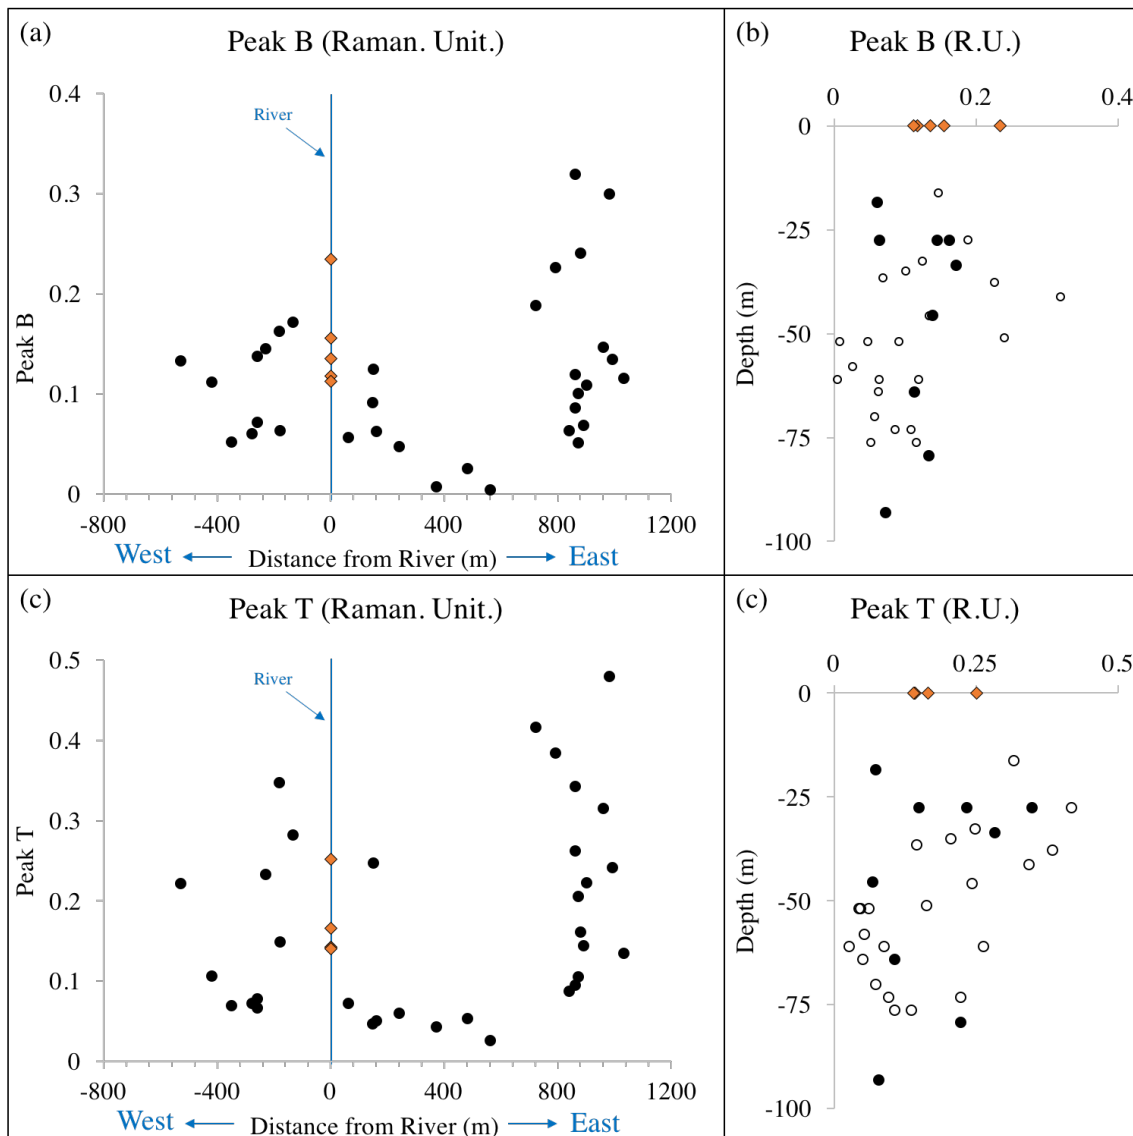 (a)
Peak B (Raman. Unit.)
0.4
River
0.3
0.2
Peak B
0.1
0
-800 -400 0 400 800 1200
West Distance from River (m) East
(b)
Peak B (R.U.)
0 0.2 0.4
0
-25
Depth (m)
-50
-75
-100
(c)
Peak T (Raman. Unit.)
0.5
River
0.4
0.3
Peak T
0.2
0.1
0
-800 -400 0 400 800 1200
West Distance from River (m) East
(c)
Peak T (R.U.)
0 0.25 0.5
0
-25
Depth (m)
-50
-75
-100